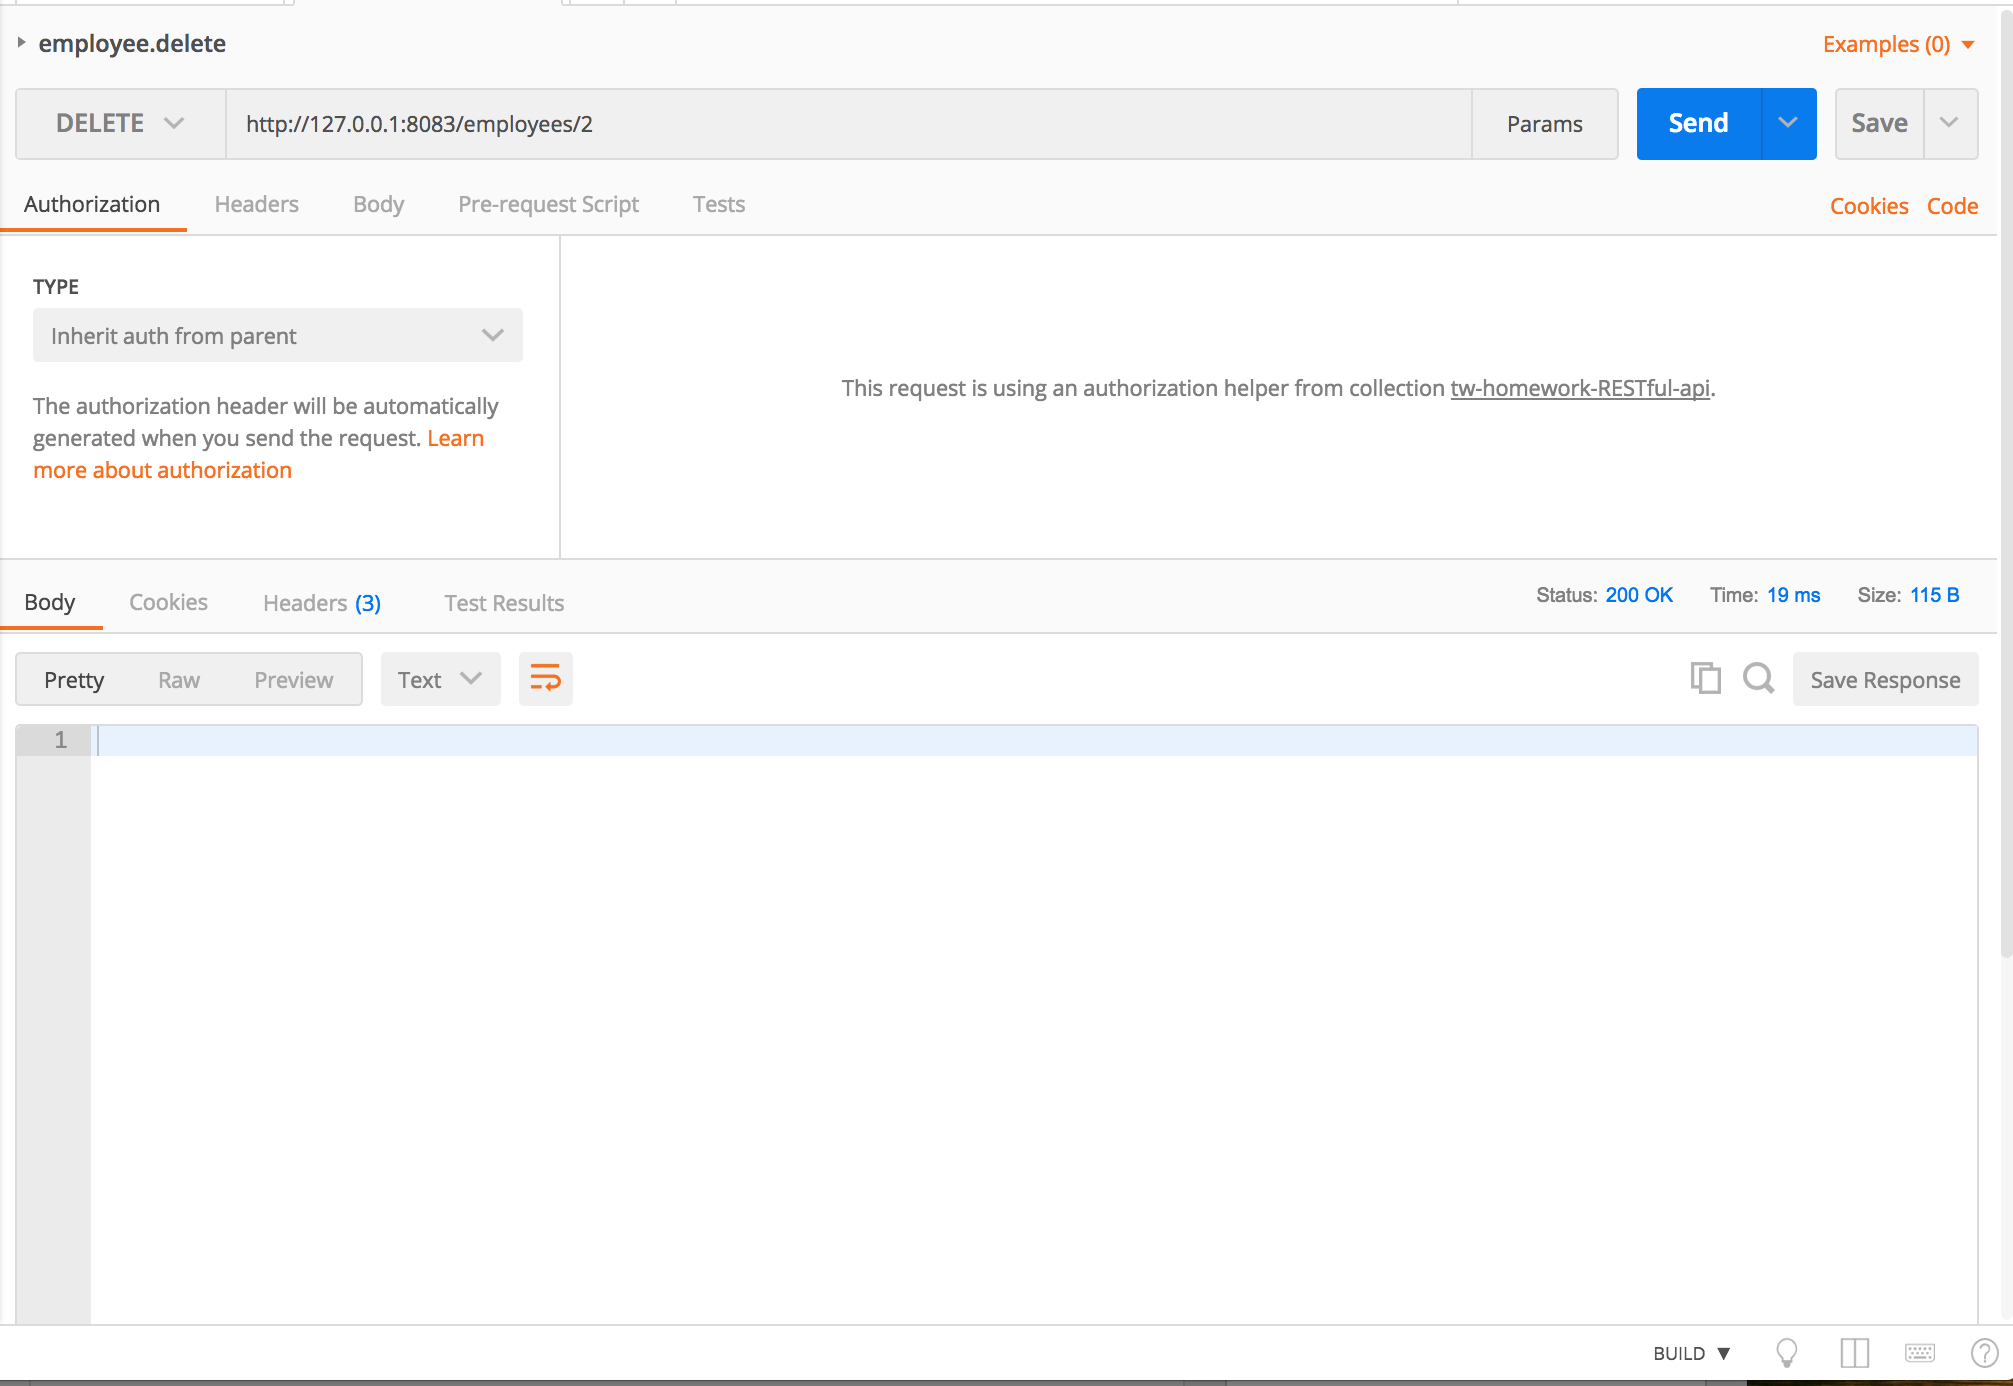 employee.delete
Examples (0)
DELETE
http://127.0.0.1:8083/employees/2
Params
Send
Save
Authorization
Headers
Body
Pre-request Script
Tests
Cookies
Code
TYPE
Inherit auth from parent
The authorization header will be automatically
generated when you send the request. Learn
more about authorization
This request is using an authorization helper from collection tw-homework-RESTful-api.
Body
Cookies
Headers (3)
Test Results
Status: 200 OK
Time: 19 ms
Size: 115 B
Pretty
Raw
Preview
Text
Save Response
1
BUILD